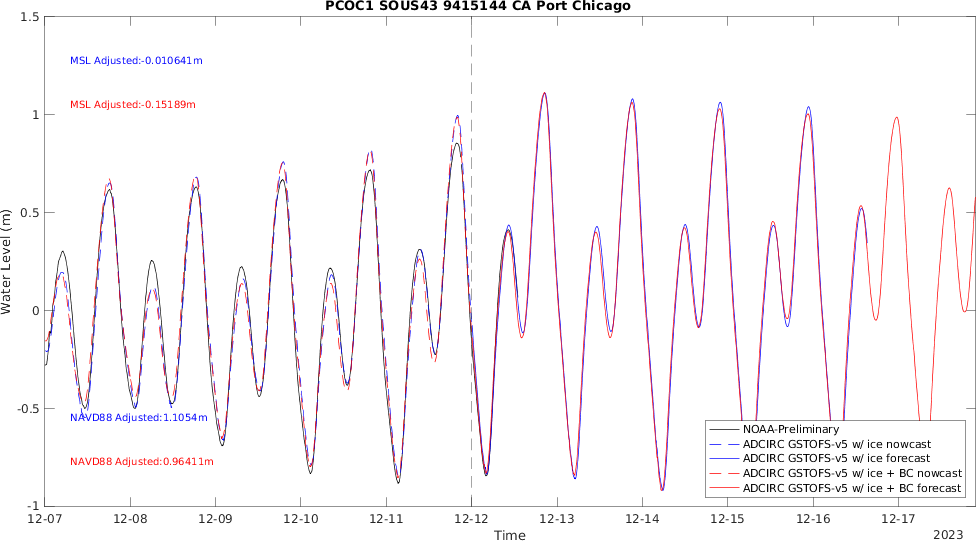 PCOC1 SOUS43 9415144 CA Port Chicago
1.5
MSL Adjusted:-0.010641m
MSL Adjusted:-0.15189m
1
0.5
Water Level (m)
0
-0.5
NAVD88 Adjusted:1.1054m
NAVD88 Adjusted:0.96411m
-1
NOAA-Preliminary
ADCIRC GSTOFS-v5 w/ ice nowcast
ADCIRC GSTOFS-v5 w/ ice forecast
ADCIRC GSTOFS-v5 w/ ice + BC nowcast
ADCIRC GSTOFS-v5 w/ ice + BC forecast
12-07 12-08 12-09 12-10 12-11 12-12 12-13 12-14 12-15 12-16 12-17
Time
2023